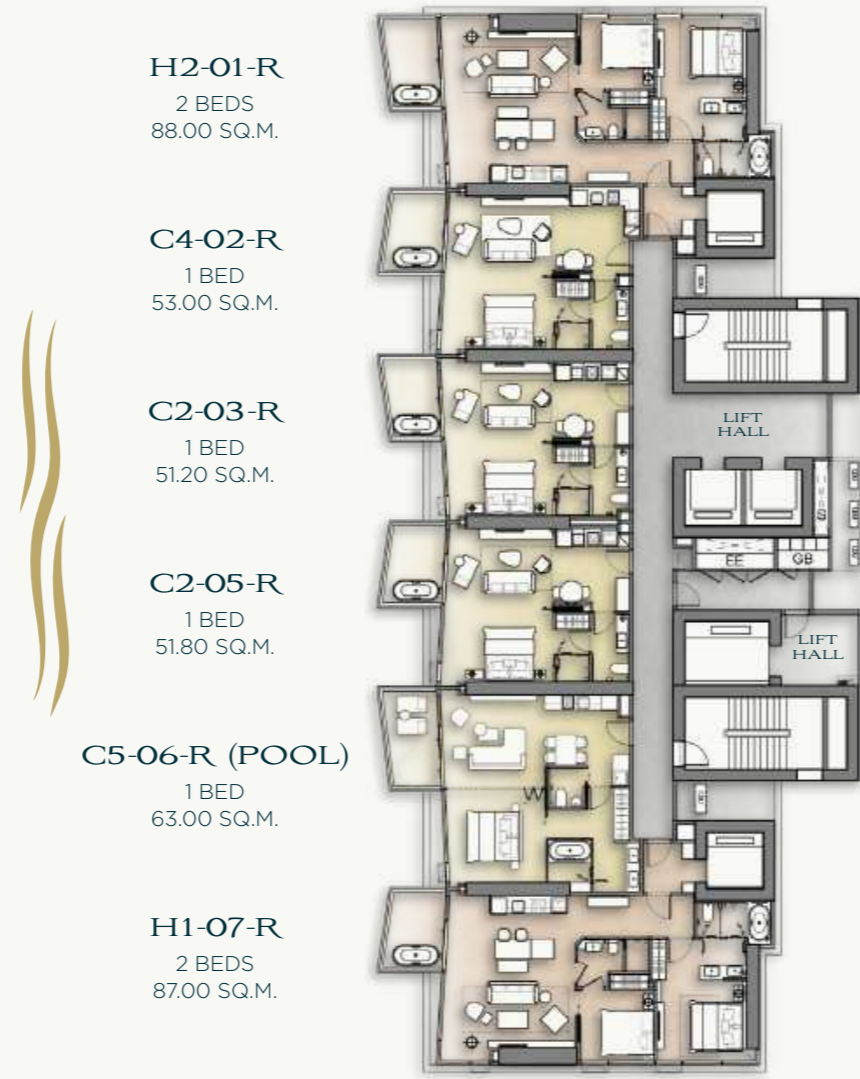 H2-01-R
2 BEDS
88.00 SQ.M.
C4-02-R
1 BED
53.00 SQ.M.
C2-03-R
1 BED
51.20 SQ.M.
LIFT
HALL
EE
GB
C2-05-R
1 BED
51.80 SQ.M.
LIFT
HALL
C5-06-R (POOL)
1 BED
63.00 SQ.M.
W
H1-07-R
2 BEDS
87.00 SQ.M.